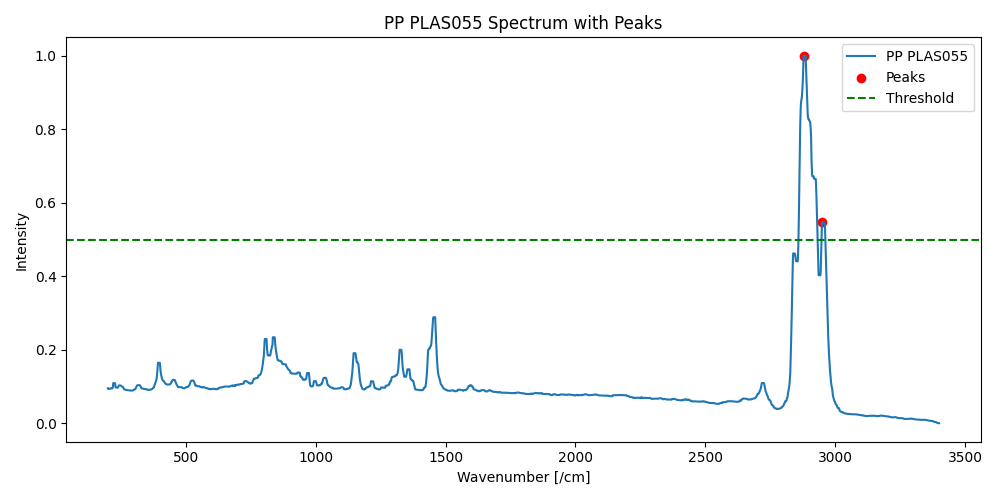 PP PLAS055 Spectrum with Peaks
PP PLAS055
Peaks
Threshold
Intensity
1.0
0.8
0.6
0.4
0.2
0.0
500 1000 1500 2000 2500 3000 3500
Wavenumber [/cm]